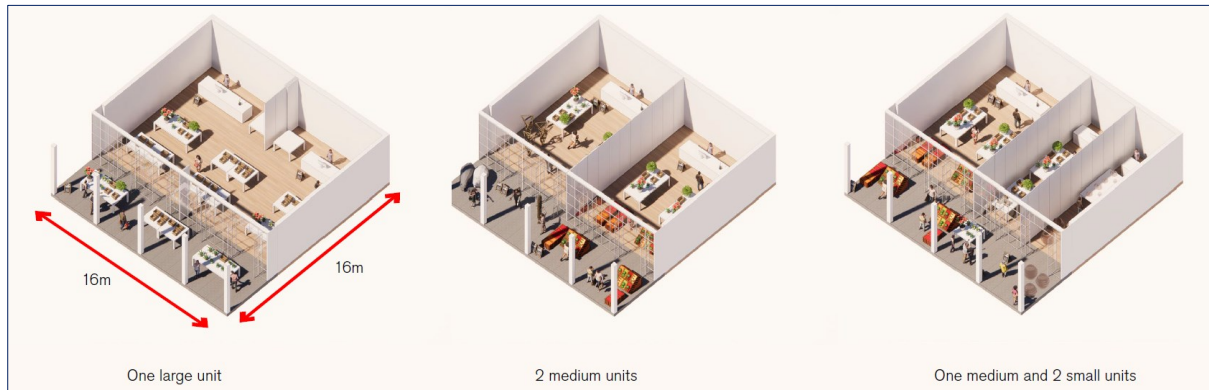 16m
16m
One large unit
2 medium units
One medium and 2 small units